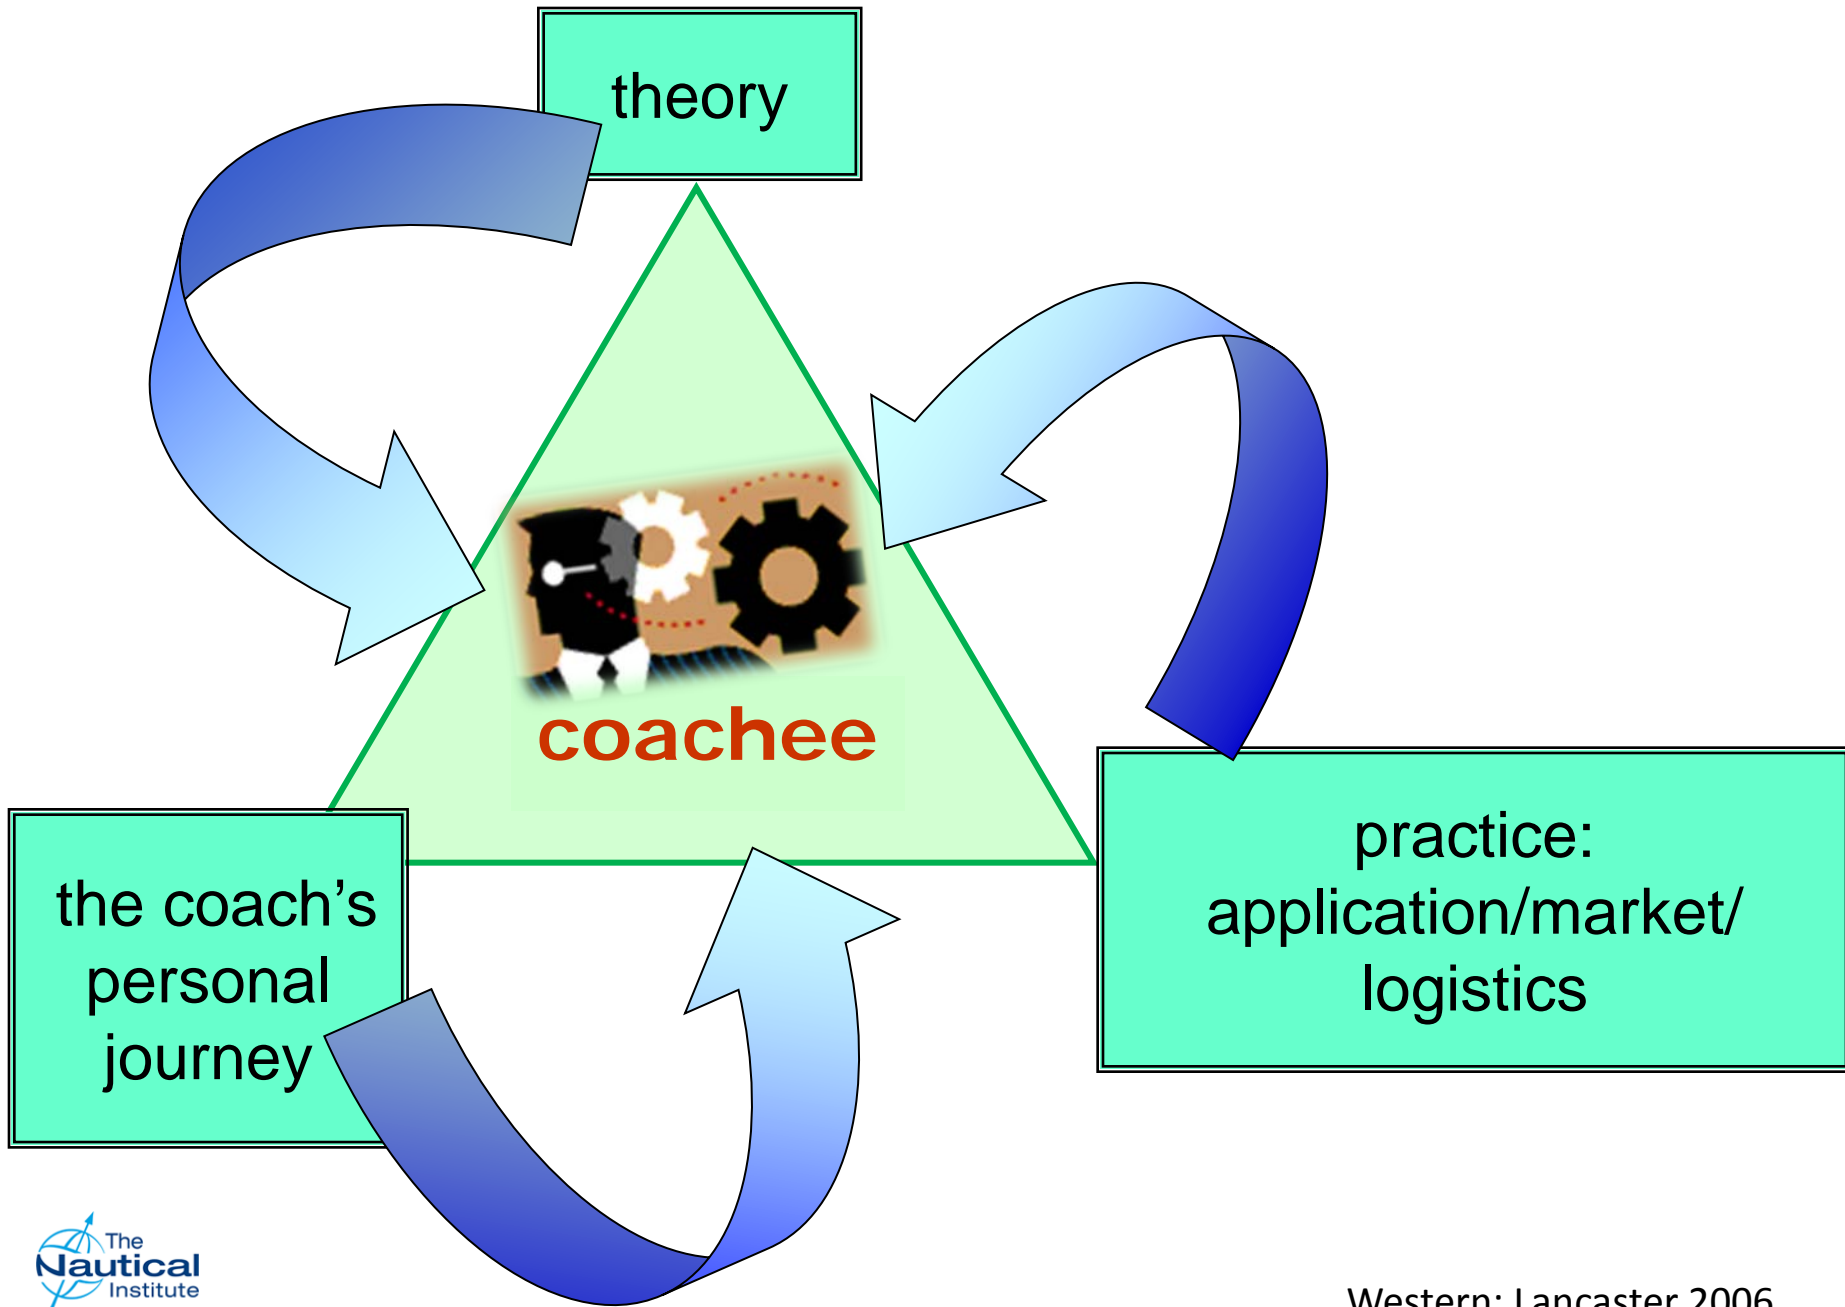 theory
coachee
the coach’s
personal
journey
practice:
application/market/
logistics
The
Nautical
Institute
Western: Lancaster 2006